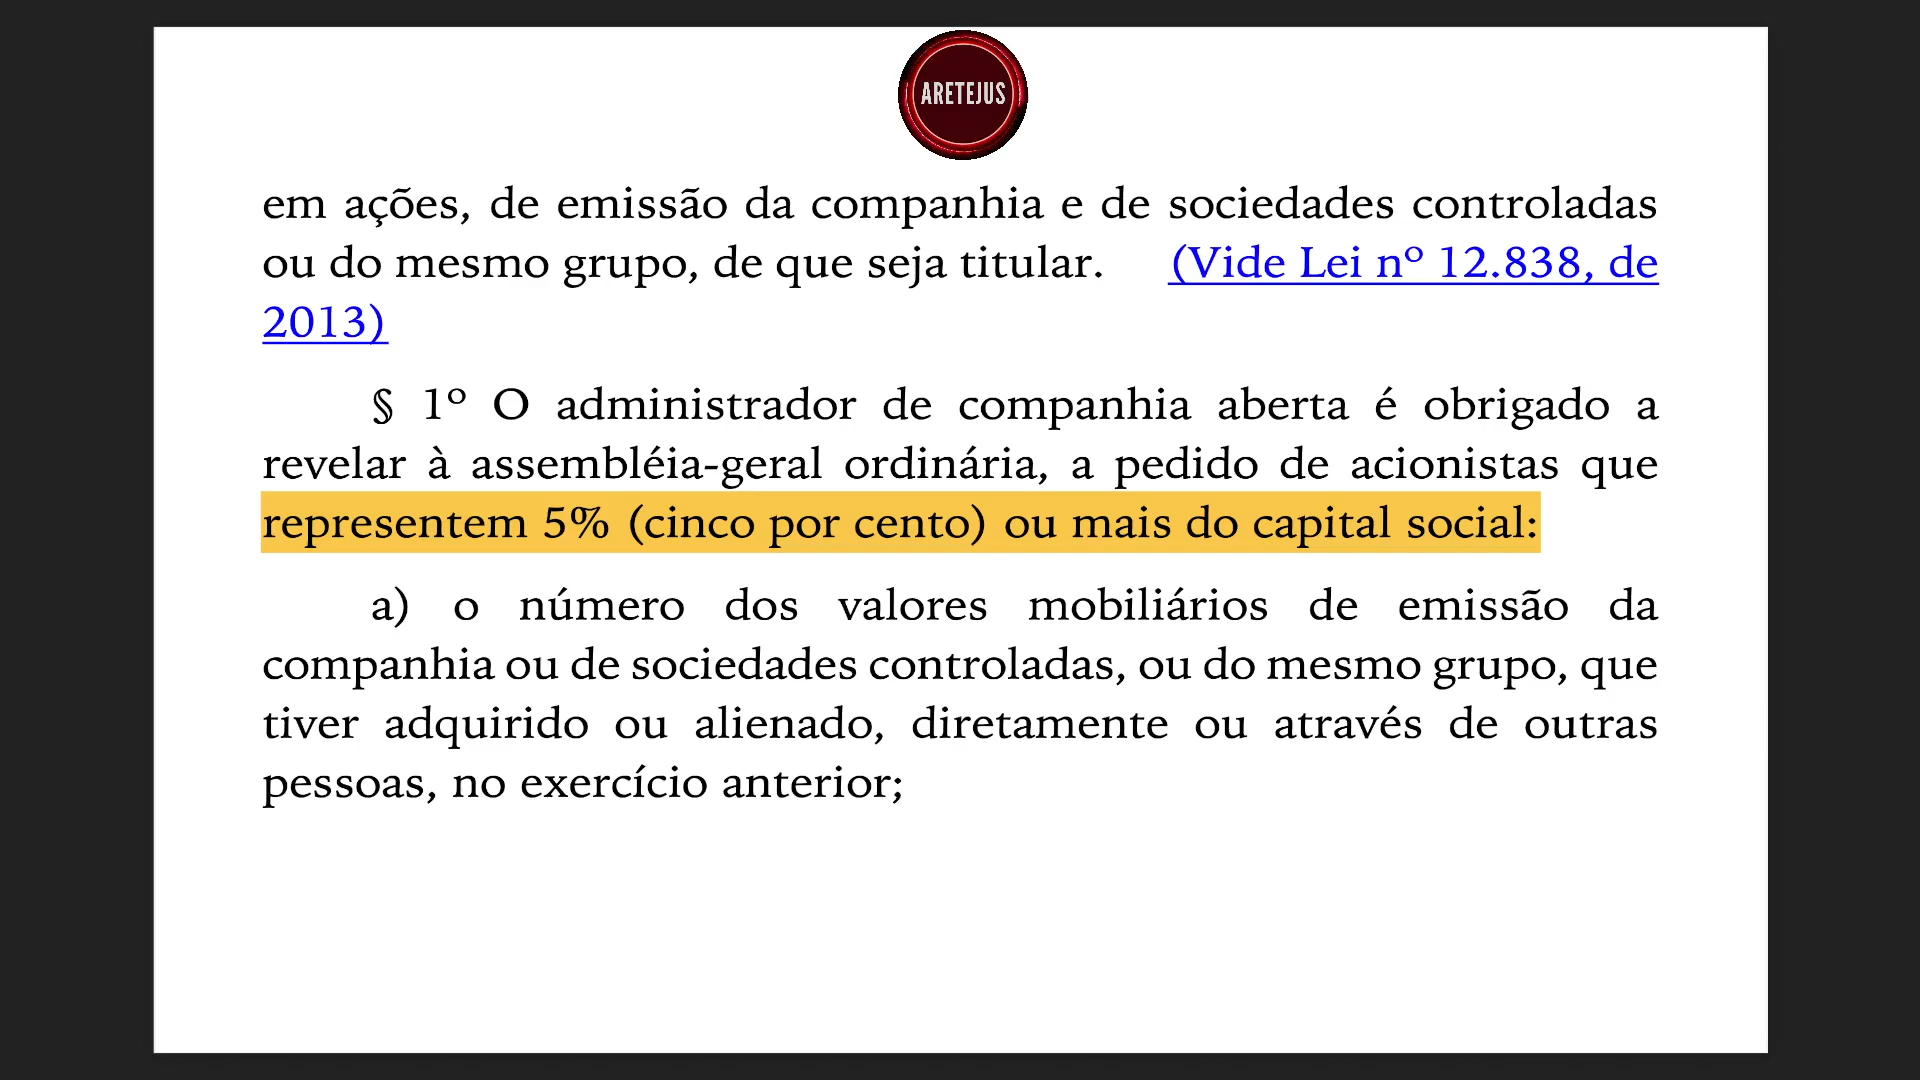 ARETEJUS
em ações, de emissão da companhia e de sociedades controladas
ou do mesmo grupo, de que seja titular. (Vide Lei nº 12.838, de
2013)
§ 1º O administrador de companhia aberta é obrigado a
revelar à assembléia-geral ordinária, a pedido de acionistas que
representem 5% (cinco por cento) ou mais do capital social:
a) o número dos valores mobiliários de emissão da
companhia ou de sociedades controladas, ou do mesmo grupo, que
tiver adquirido ou alienado, diretamente ou através de outras
pessoas, no exercício anterior;